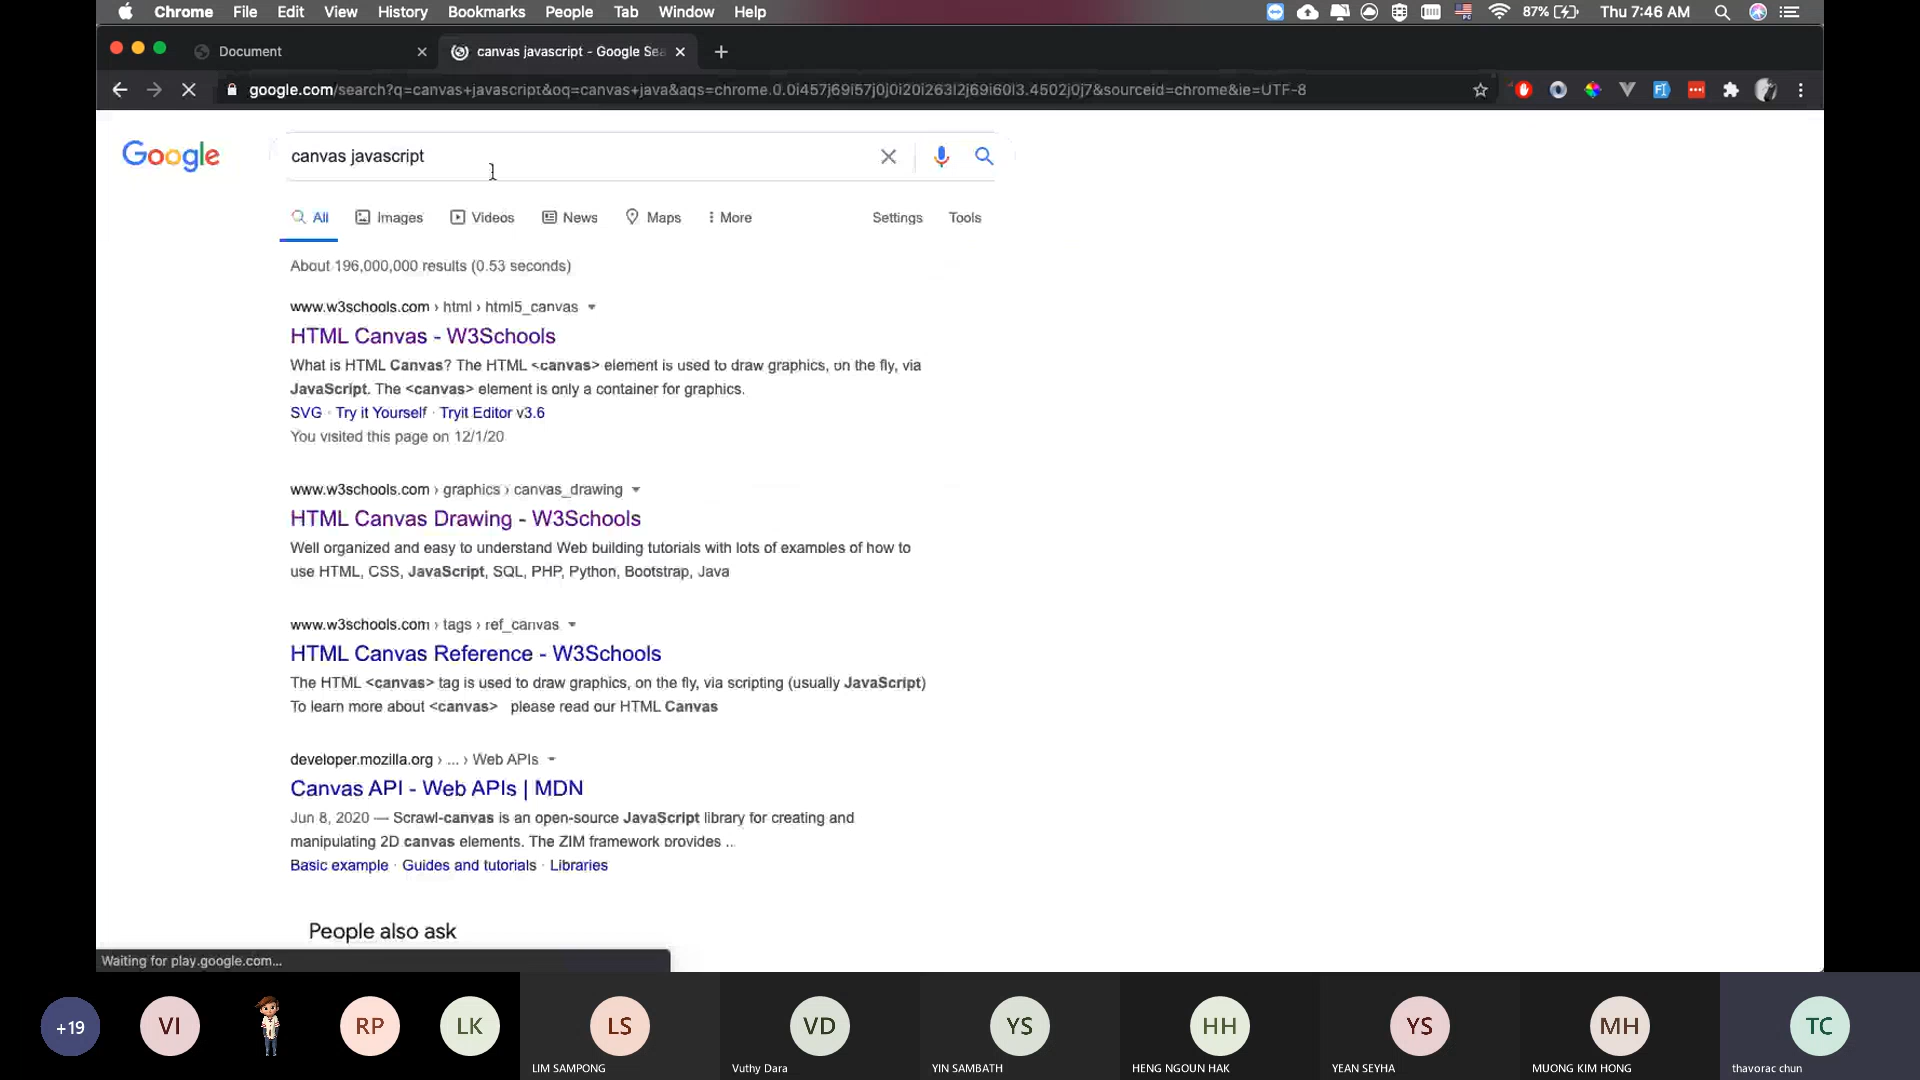 Chrome File Edit View History Bookmarks People Tab Window Help 87% Thu 7:46 AM
Document canvas javascript - Google Sea
google.com/search?q=canvas+javascript&oq=canvas+java&aqs=chrome.0.0i457j69i57j0j0i20i263l2j69i60l3.4502j0j7&sourceid=chrome&ie=UTF-8
Google canvas javascript
All Images Videos News Maps More Settings Tools
About 196,000,000 results (0.53 seconds)
www.w3schools.com › html › html5_canvas
HTML Canvas - W3Schools
What is HTML Canvas? The HTML <canvas> element is used to draw graphics, on the fly, via
JavaScript. The <canvas> element is only a container for graphics.
SVG · Try it Yourself · Tryit Editor v3.6
You visited this page on 12/1/20
www.w3schools.com › graphics › canvas_drawing
HTML Canvas Drawing - W3Schools
Well organized and easy to understand Web building tutorials with lots of examples of how to
use HTML, CSS, JavaScript, SQL, PHP, Python, Bootstrap, Java
www.w3schools.com › tags › ref_canvas
HTML Canvas Reference - W3Schools
The HTML <canvas> tag is used to draw graphics, on the fly, via scripting (usually JavaScript)
To learn more about <canvas> please read our HTML Canvas
developer.mozilla.org › ... › Web APIs
Canvas API - Web APIs | MDN
Jun 8, 2020 — Scrawl-canvas is an open-source JavaScript library for creating and
manipulating 2D canvas elements. The ZIM framework provides ...
Basic example · Guides and tutorials · Libraries
People also ask
Waiting for play.google.com...
+19 VI RP LK LS VD YS HH YS MH TC
LIM SAMPONG Vuthy Dara YIN SAMBATH HENG NGOUN HAK YEAN SEYHA MUONG KIM HONG thavorac chun